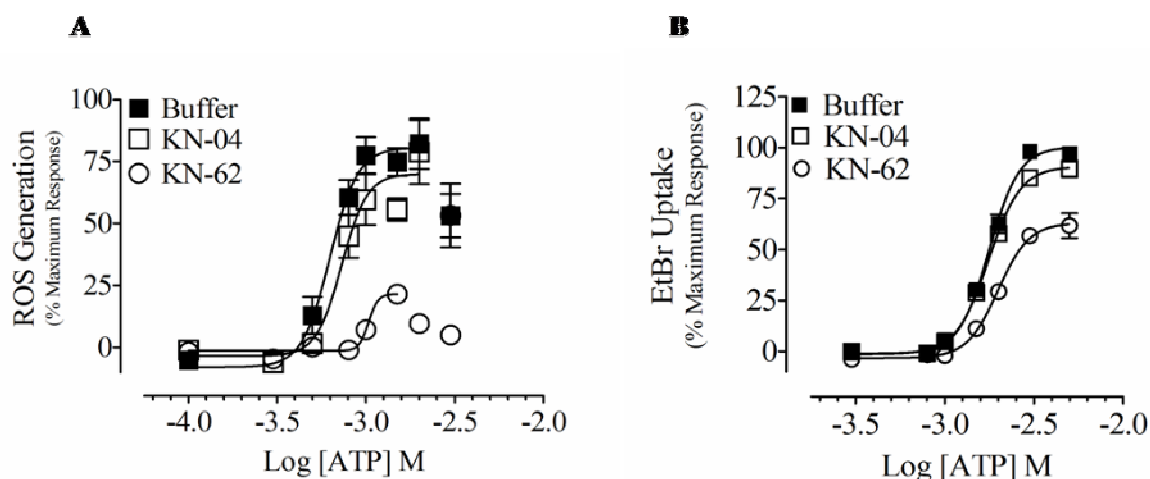 A
ROS Generation
(% Maximum Response)
100
75
50
25
0
Buffer
KN-04
KN-62
-4.0 -3.5 -3.0 -2.5 -2.0
Log [ATP] M
B
EtBr Uptake
(% Maximum Response)
125
100
75
50
25
0
Buffer
KN-04
KN-62
-3.5 -3.0 -2.5 -2.0
Log [ATP] M